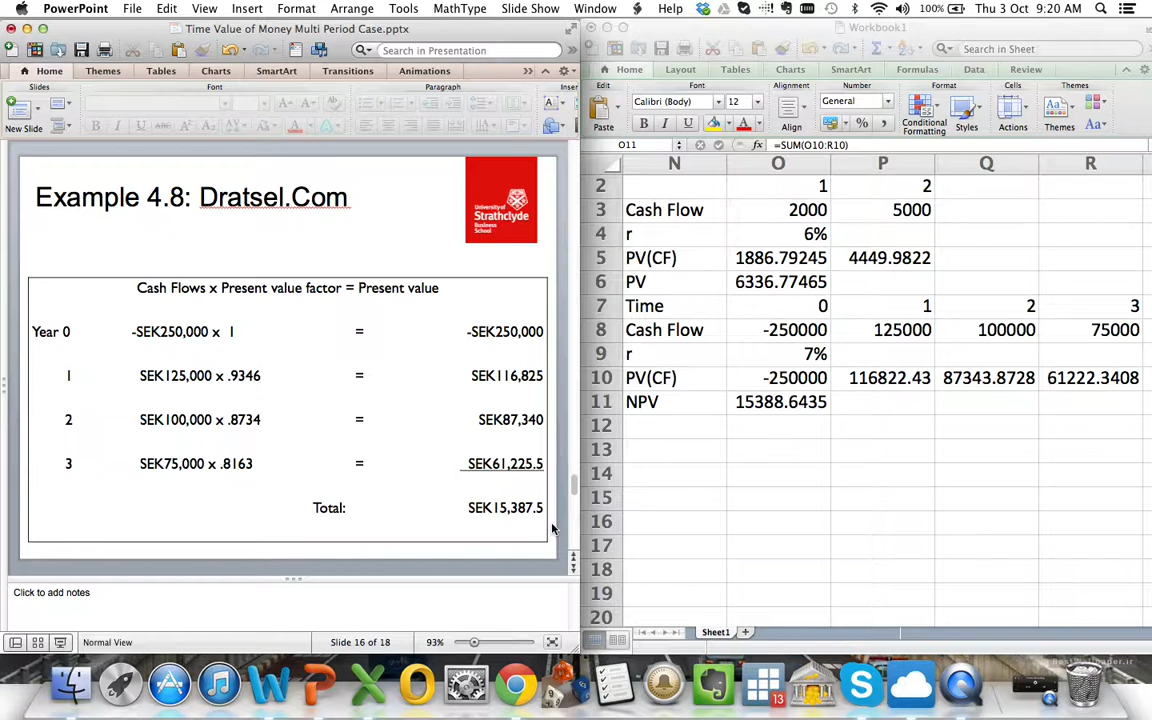 PowerPoint File Edit View Insert Format Arrange Tools MathType Slide Show Window Help 100% Thu 3 Oct 9:20 AM
Time Value of Money Multi Period Case.pptx
Workbook1
Search in Presentation
Search in Sheet
Home Themes Tables Charts SmartArt Transitions Animations
Home Layout Tables Charts SmartArt Formulas Data Review
Slides Font Paragraph Inser
Edit Font Alignment Number Format Cells Themes
New Slide
Calibri (Body) 12
General
B I U
B I U
Paste Align Conditional Formatting Styles Actions Themes
O11 fx =SUM(O10:R10)
Example 4.8: Dratsel.Com
University of
Strathclyde
Business
School
Cash Flows x Present value factor = Present value
Year 0 -SEK250,000 x 1 = -SEK250,000
1 SEK125,000 x .9346 = SEK116,825
2 SEK100,000 x .8734 = SEK87,340
3 SEK75,000 x .8163 = SEK61,225.5
Total: SEK15,387.5
N O P Q R
2 1 2
3 Cash Flow 2000 5000
4 r 6%
5 PV(CF) 1886.79245 4449.9822
6 PV 6336.77465
7 Time 0 1 2 3
8 Cash Flow -250000 125000 100000 75000
9 r 7%
10 PV(CF) -250000 116822.43 87343.8728 61222.3408
11 NPV 15388.6435
12
13
14
15
16
17
18
19
20
Click to add notes
Normal View Slide 16 of 18 93%
Sheet1
13